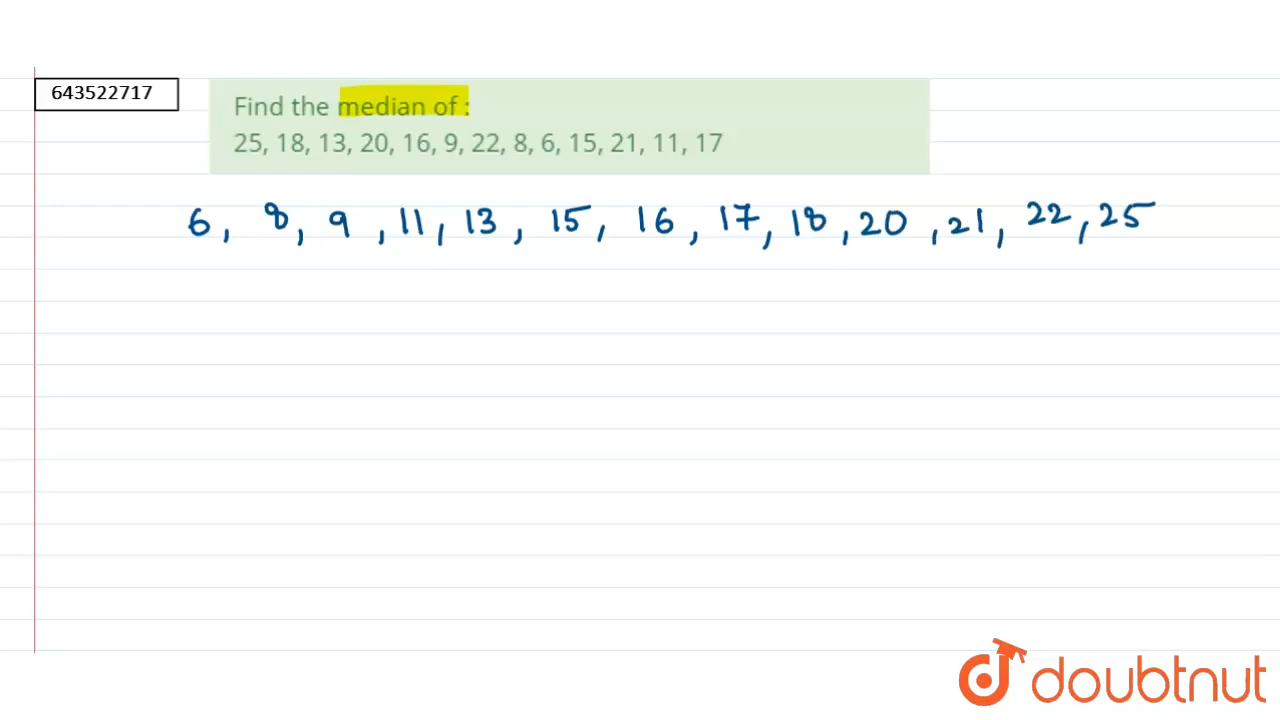 643522717
Find the median of :
25, 18, 13, 20, 16, 9, 22, 8, 6, 15, 21, 11, 17
6, 8, 9, 11, 13, 15, 16, 17, 18, 20, 21, 22, 25
doubtnut